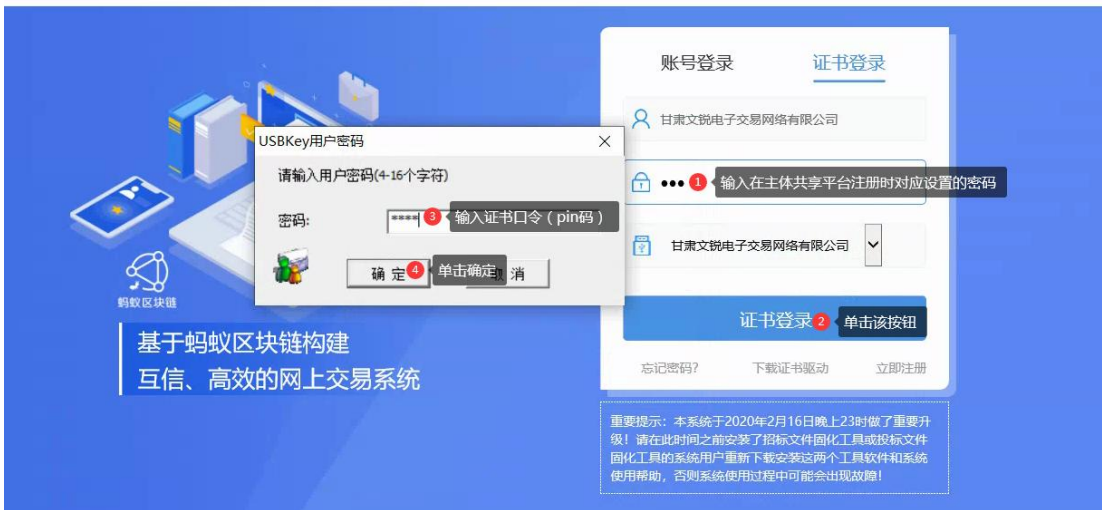 账号登录
证书登录
甘肃文锐电子交易网络有限公司
USBKey用户密码
请输入用户密码(4-16个字符)
••• 1 输入在主体共享平台注册时对应设置的密码
密码:
**** 3 输入证书口令（pin码）
甘肃文锐电子交易网络有限公司
确定 4 单击确定 消
蚂蚁区块链
证书登录 2 单击该按钮
基于蚂蚁区块链构建
互信、高效的网上交易系统
忘记密码?
下载证书驱动
立即注册
重要提示：本系统于2020年2月16日晚上23时做了重要升
级！请在此时间之前安装了招标文件固化工具或投标文件
固化工具的系统用户重新下载安装这两个工具软件和系统
使用帮助，否则系统使用过程中可能会出现故障！